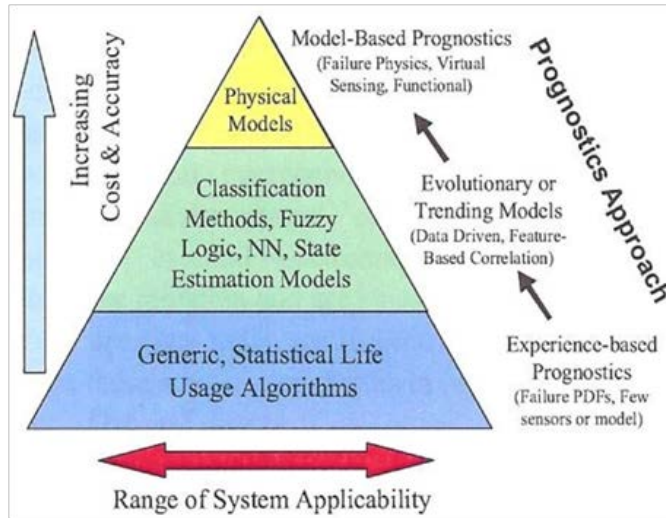 Increasing
Cost & Accuracy
Physical
Models
Classification
Methods, Fuzzy
Logic, NN, State
Estimation Models
Generic, Statistical Life
Usage Algorithms
Range of System Applicability
Model-Based Prognostics
(Failure Physics, Virtual
Sensing, Functional)
Evolutionary or
Trending Models
(Data Driven, Feature-
Based Correlation)
Experience-based
Prognostics
(Failure PDFs, Few
sensors or model)
Prognostics Approach